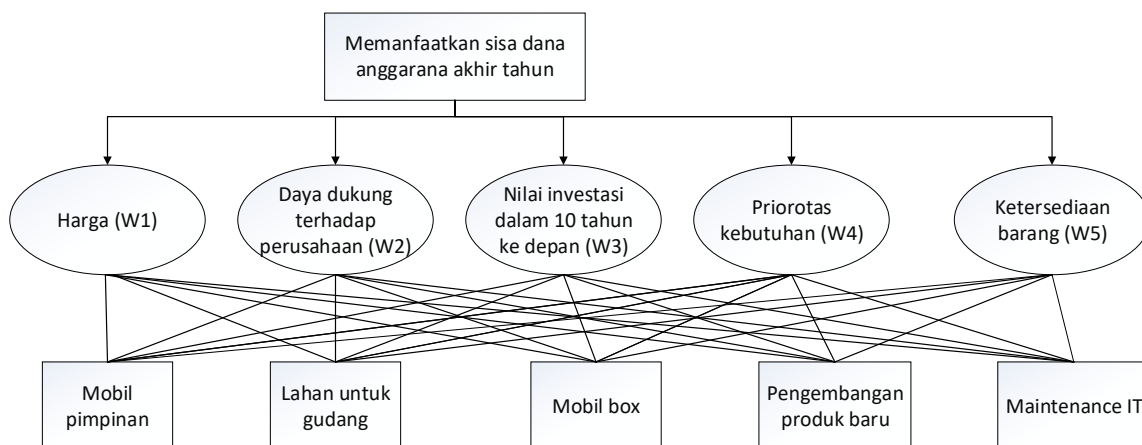 Memanfaatkan sisa dana
anggarana akhir tahun
Harga (W1)
Daya dukung
terhadap
perusahaan (W2)
Nilai investasi
dalam 10 tahun
ke depan (W3)
Priorotas
kebutuhan (W4)
Ketersediaan
barang (W5)
Mobil
pimpinan
Lahan untuk
gudang
Mobil box
Pengembangan
produk baru
Maintenance IT